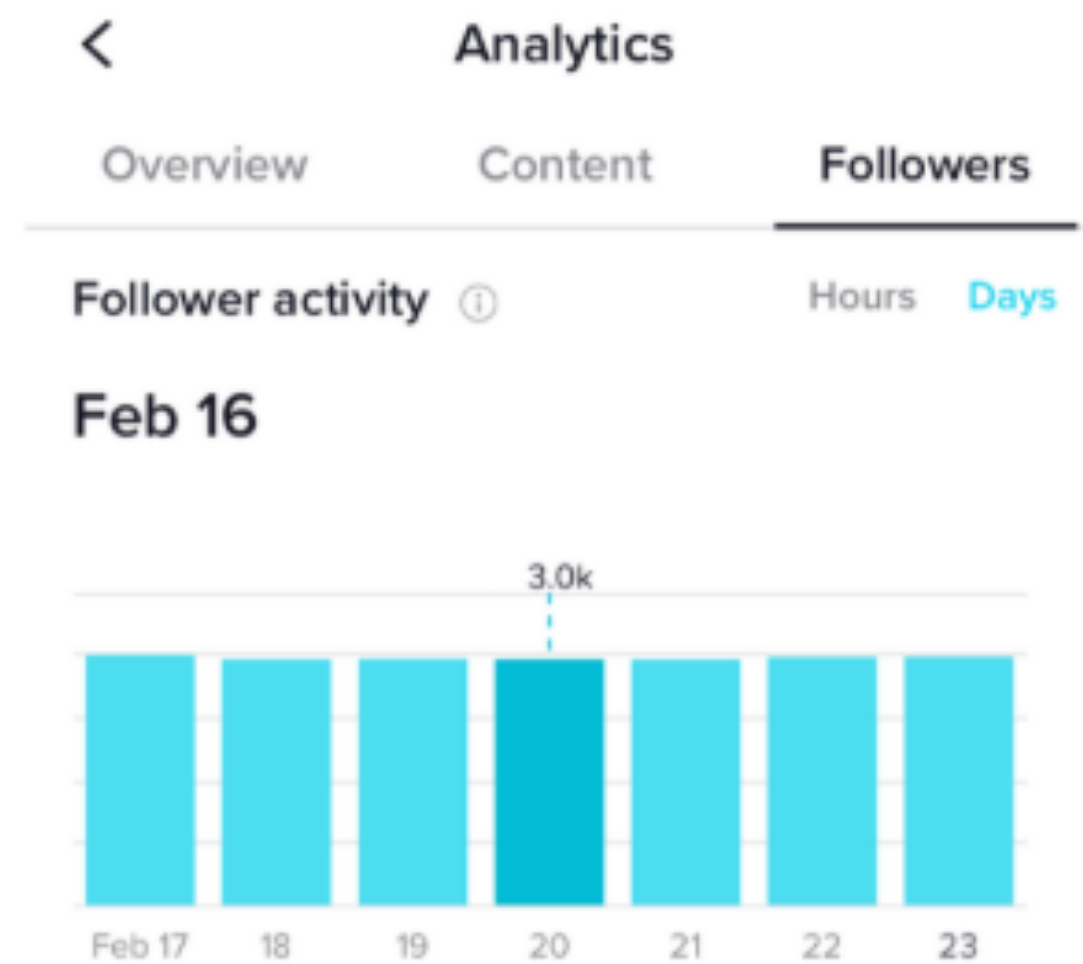 Analytics
Overview Content Followers
Follower activity Hours Days
Feb 16
3.0k
Feb 17 18 19 20 21 22 23